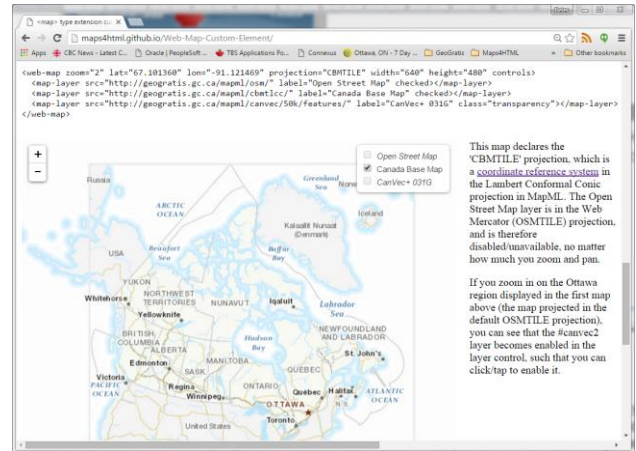 <map> type extension cu
maps4html.github.io/Web-Map-Custom-Element/
Apps CBC News - Latest C... Oracle | PeopleSoft ... TBS Applications Po... Connexus Ottawa, ON - 7 Day ... GeoGratis Maps4HTML » Other bookmarks
<web-map zoom="2" lat="67.101360" lon="-91.121469" projection="CBMTILE" width="640" height="480" controls>
<map-layer src="http://geogratis.gc.ca/mapml/osm/" label="Open Street Map" checked></map-layer>
<map-layer src="http://geogratis.gc.ca/mapml/cbmtlcc/" label="Canada Base Map" checked></map-layer>
<map-layer src="http://geogratis.gc.ca/mapml/canvec/50k/features/" label="CanVec+ 031G" class="transparency"></map-layer>
</web-map>
+
−
Open Street Map
Canada Base Map
CanVec+ 031G
Russia
Greenland
Sea
ARCTIC
OCEAN
Iceland
Kalaallit Nunaat
(Denmark)
USA
Beaufort
Sea
Baffin
Bay
YUKON
Whitehorse
NORTHWEST
TERRITORIES
NUNAVUT
Iqaluit
Labrador
Sea
Yellowknife
BRITISH
COLUMBIA
ALBERTA
Hudson
Bay
NEWFOUNDLAND
AND LABRADOR
Edmonton
MANITOBA
QUEBEC
St. John's
SASK
Victoria
PACIFIC
OCEAN
Regina
Winnipeg
ONTARIO
Quebec
Halifax
ATLANTIC
OCEAN
OTTAWA
N S
Toronto
United States
This map declares the
'CBMTILE' projection, which is
a coordinate reference system in
the Lambert Conformal Conic
projection in MapML. The Open
Street Map layer is in the Web
Mercator (OSMTILE) projection,
and is therefore
disabled/unavailable, no matter
how much you zoom and pan.
If you zoom in on the Ottawa
region displayed in the first map
above (the map projected in the
default OSMTILE projection),
you can see that the #canvec2
layer becomes enabled in the
layer control, such that you can
click/tap to enable it.